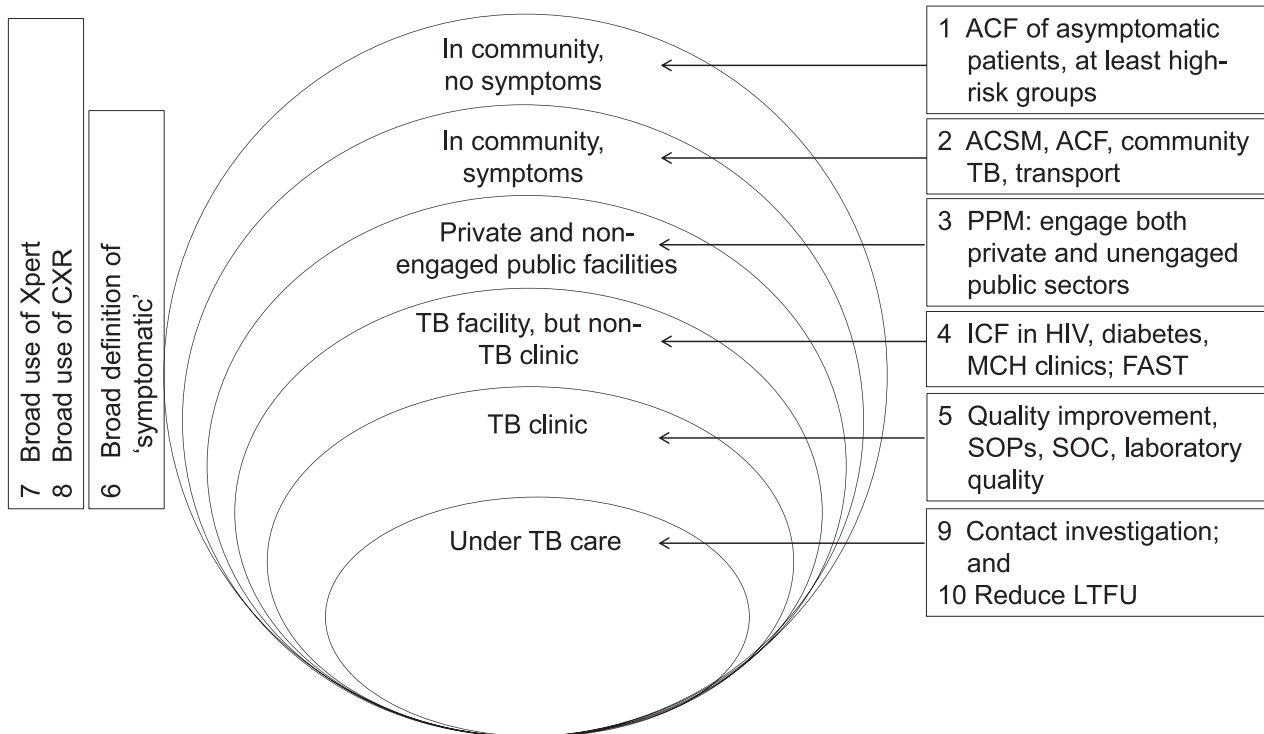 7 Broad use of Xpert
8 Broad use of CXR
6 Broad definition of
'symptomatic'
In community,
no symptoms
In community,
symptoms
Private and non-
engaged public facilities
TB facility, but non-
TB clinic
TB clinic
Under TB care
1 ACF of asymptomatic
patients, at least high-
risk groups
2 ACSM, ACF, community
TB, transport
3 PPM: engage both
private and unengaged
public sectors
4 ICF in HIV, diabetes,
MCH clinics; FAST
5 Quality improvement,
SOPs, SOC, laboratory
quality
9 Contact investigation;
and
10 Reduce LTFU